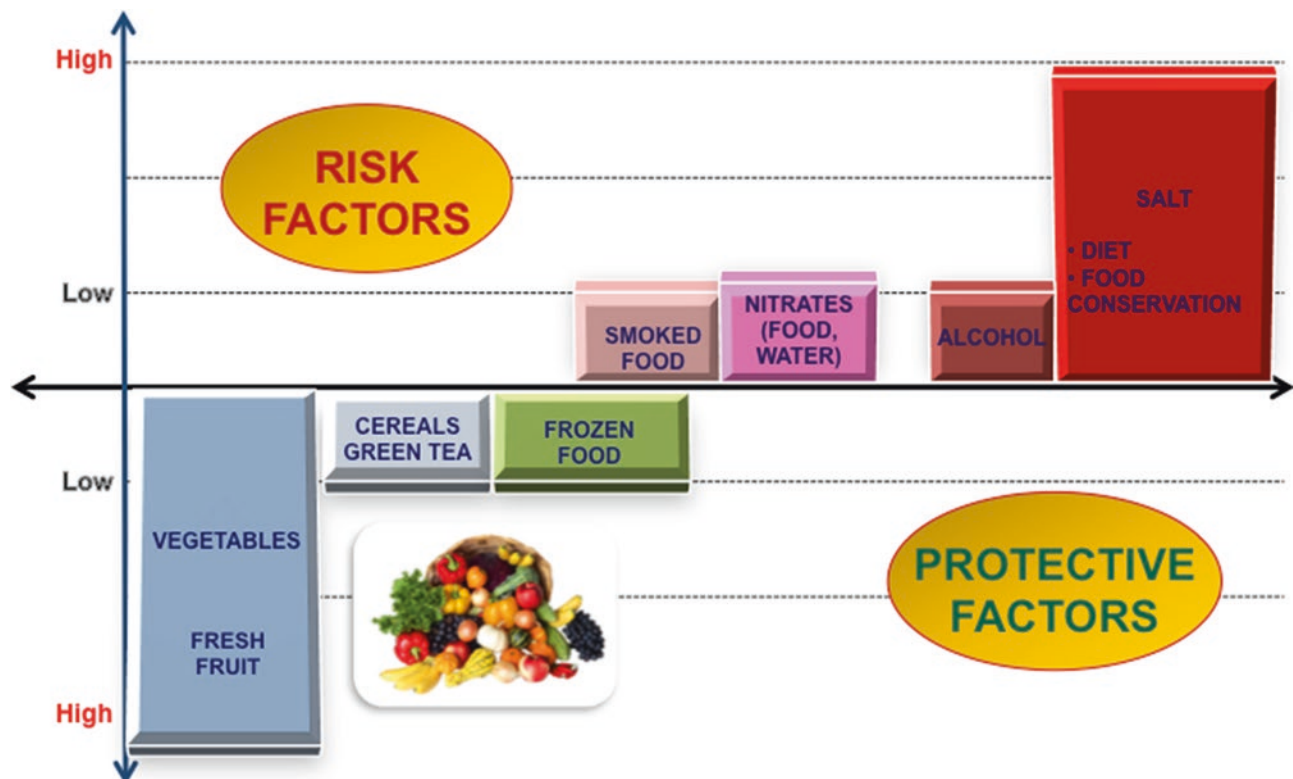 High
RISK
FACTORS
SALT
• DIET
• FOOD
CONSERVATION
Low
SMOKED
FOOD
NITRATES
(FOOD,
WATER)
ALCOHOL
CEREALS
GREEN TEA
FROZEN
FOOD
Low
VEGETABLES
FRESH
FRUIT
PROTECTIVE
FACTORS
High